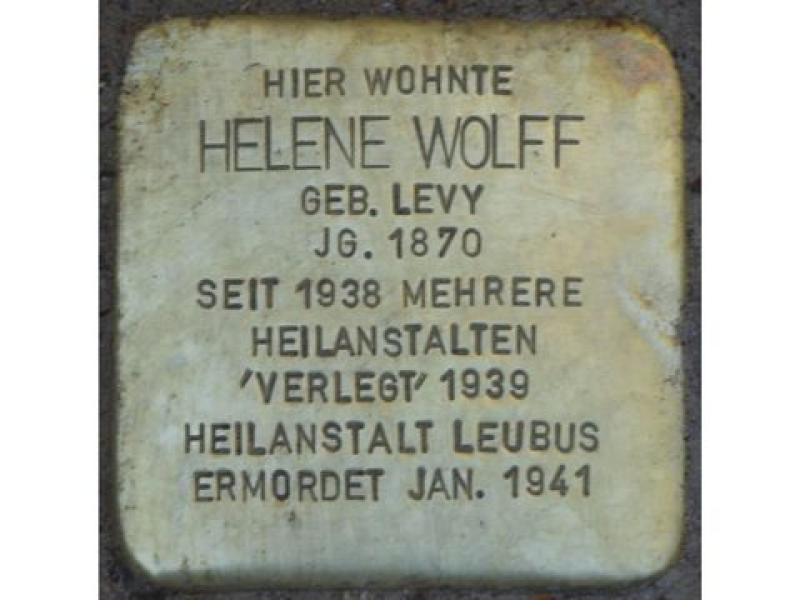 HIER WOHNTE
HELENE WOLFF
GEB. LEVY
JG. 1870
SEIT 1938 MEHRERE
HEILANSTALTEN
'VERLEGT' 1939
HEILANSTALT LEUBUS
ERMORDET JAN. 1941